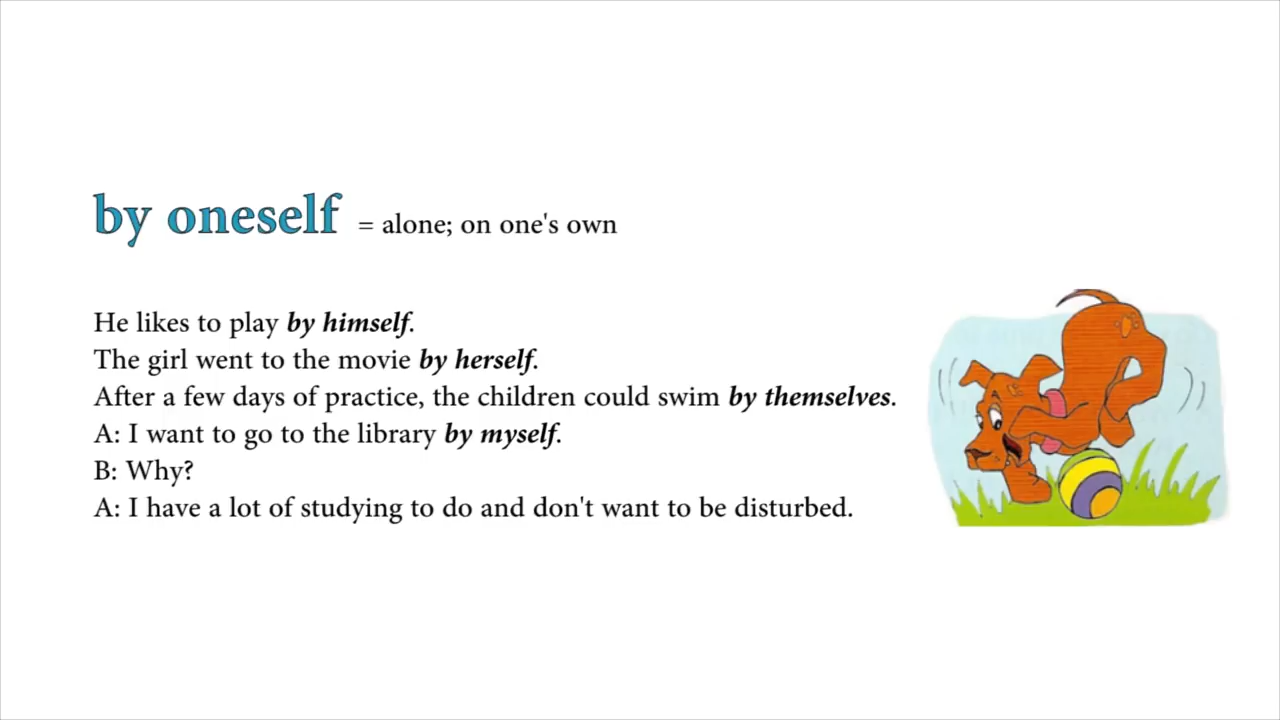 by oneself = alone; on one's own
He likes to play by himself.
The girl went to the movie by herself.
After a few days of practice, the children could swim by themselves.
A: I want to go to the library by myself.
B: Why?
A: I have a lot of studying to do and don't want to be disturbed.